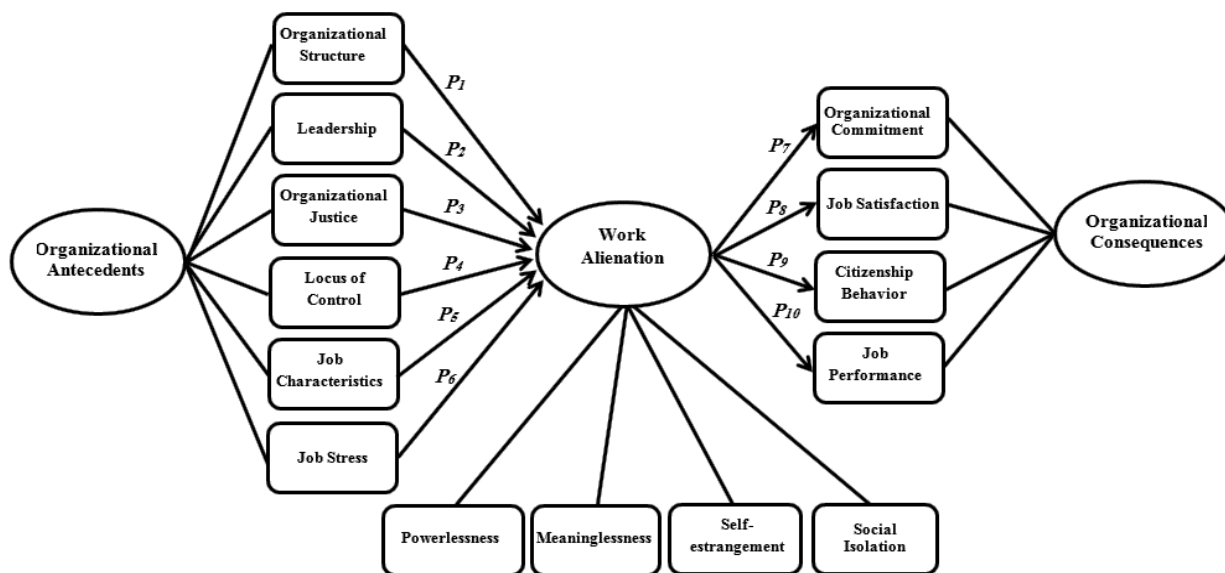 Organizational
Structure
P1
Leadership
P2
Organizational
Justice
P3
Organizational
Antecedents
Locus of
Control
P4
Job
Characteristics
P5
Job Stress
P6
Work
Alienation
P7
Organizational
Commitment
P8
Job Satisfaction
P9
Citizenship
Behavior
P10
Job
Performance
Organizational
Consequences
Powerlessness
Meaninglessness
Self-
estrangement
Social
Isolation